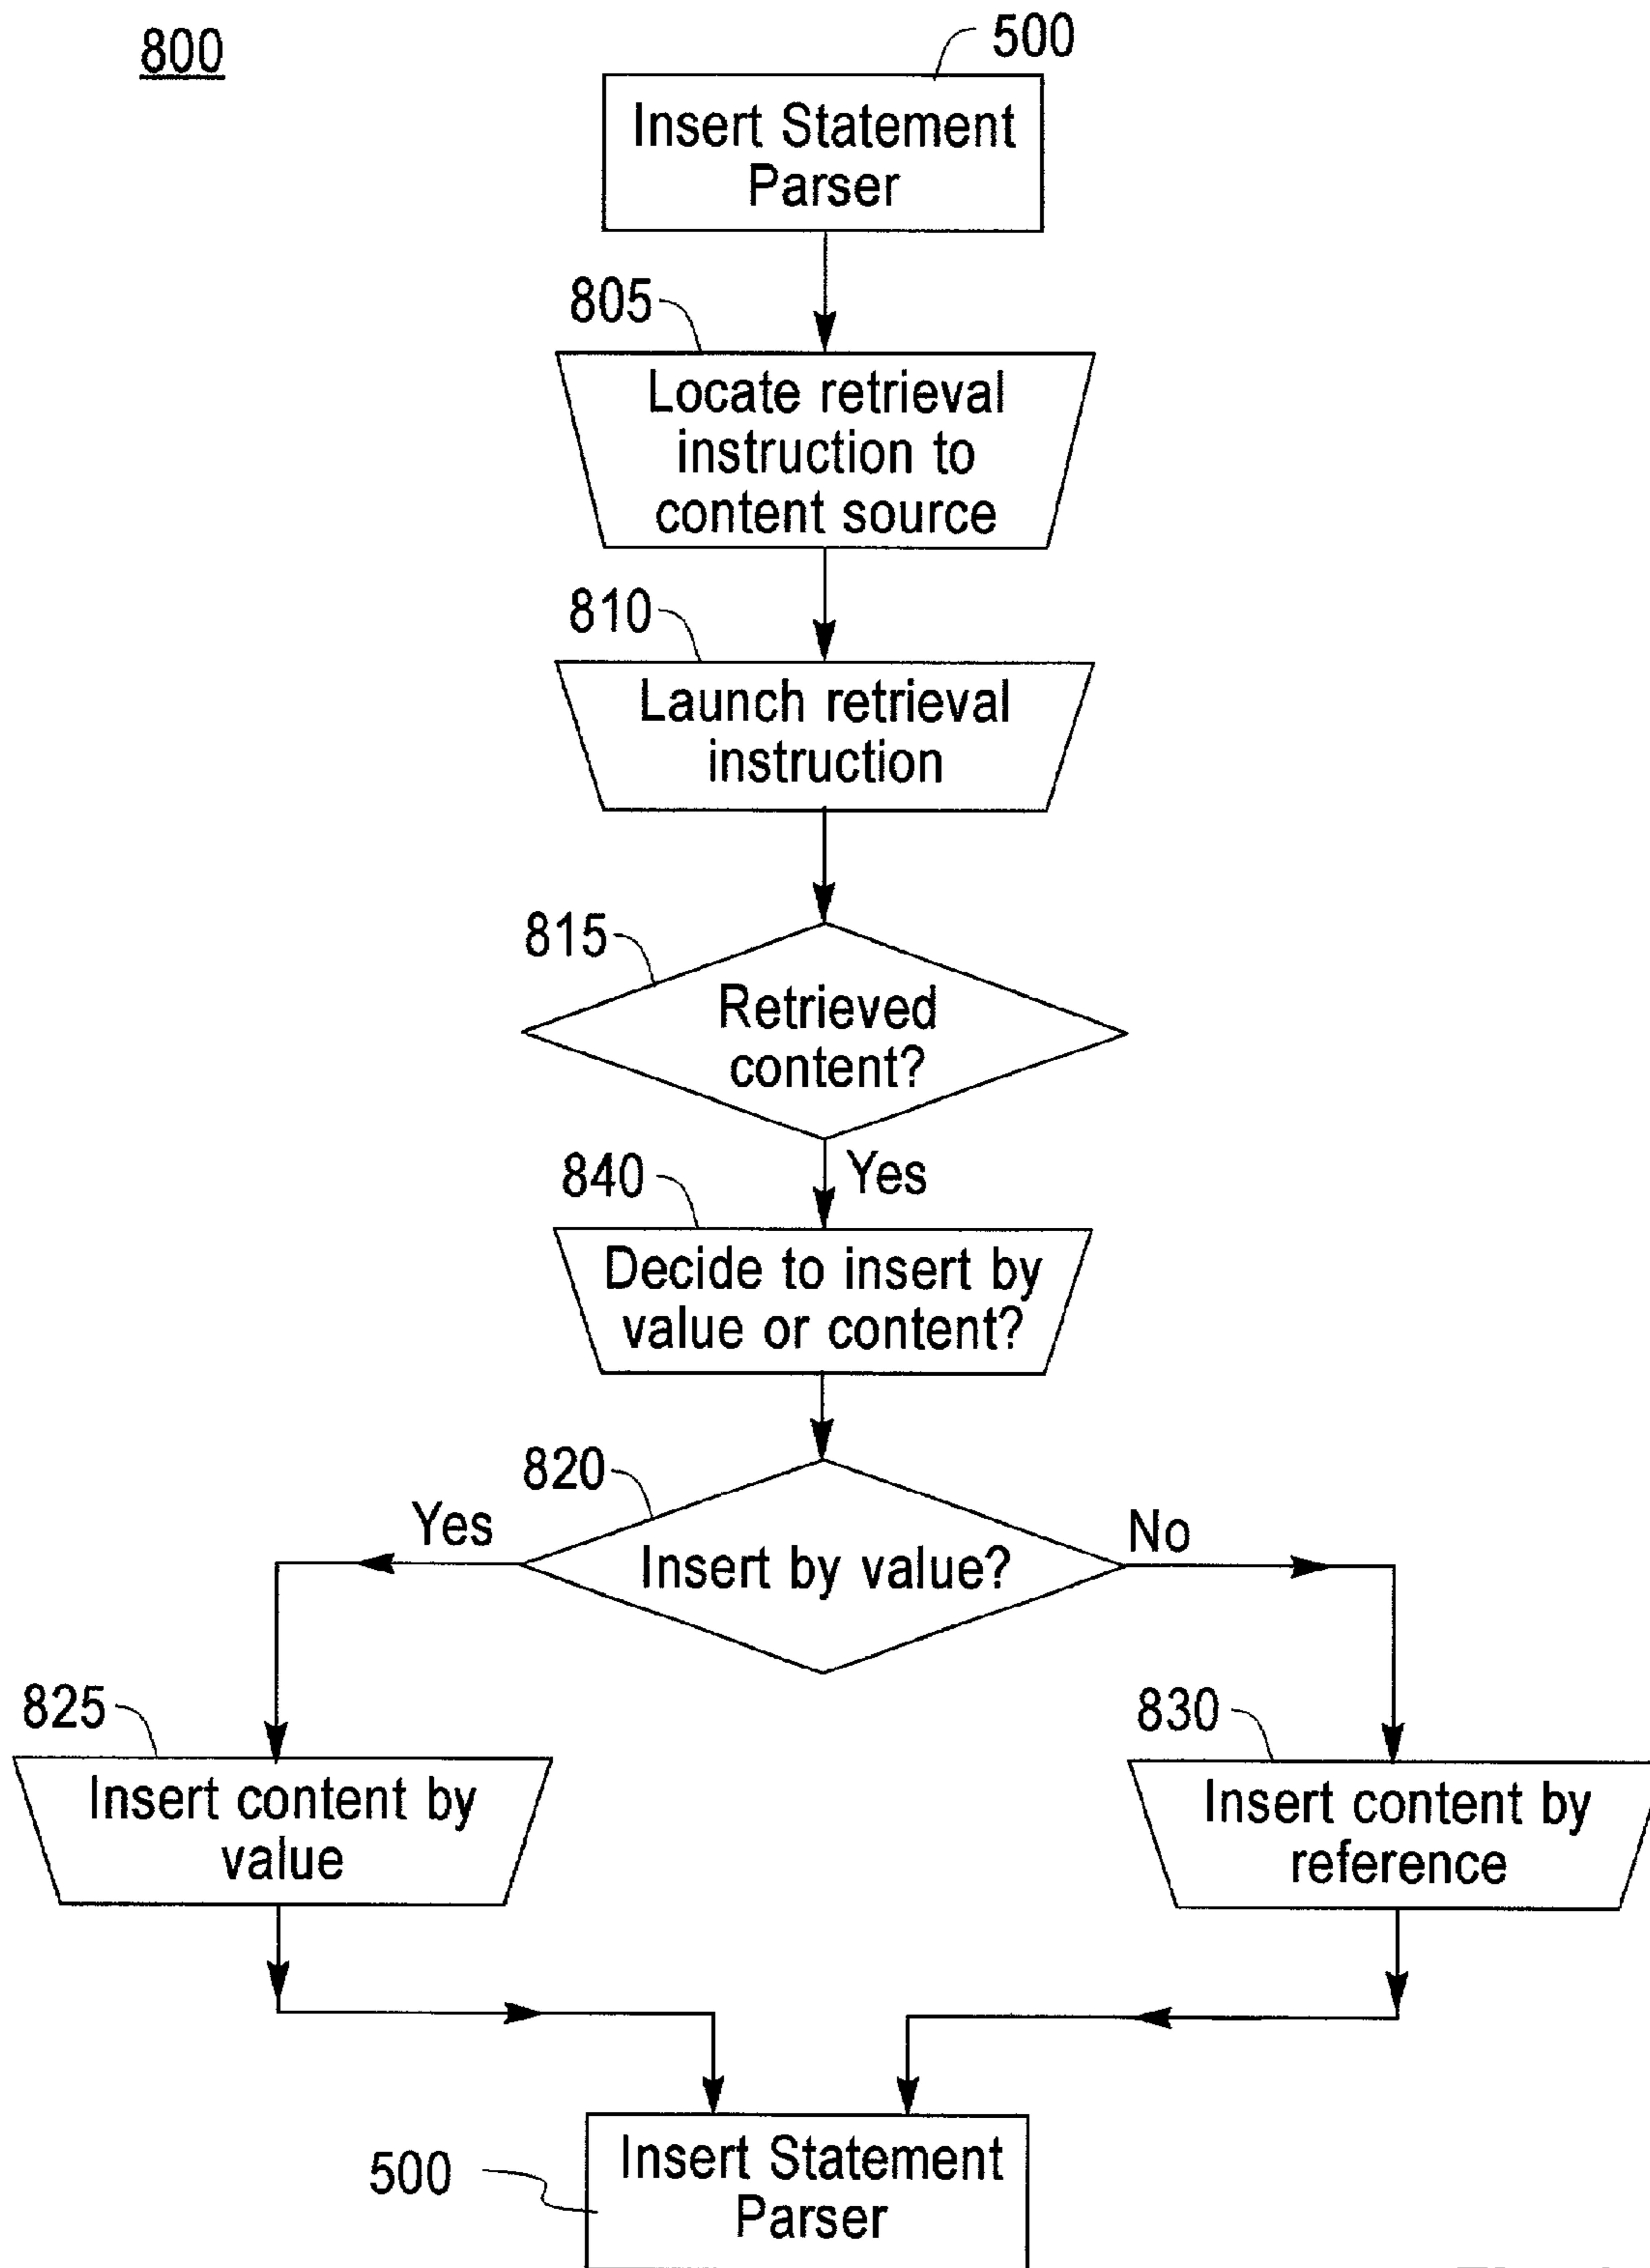 800
500
Insert Statement
Parser
805
Locate retrieval
instruction to
content source
810
Launch retrieval
instruction
815
Retrieved
content?
Yes
840
Decide to insert by
value or content?
820
Yes
No
Insert by value?
825
Insert content by
value
830
Insert content by
reference
500
Insert Statement
Parser